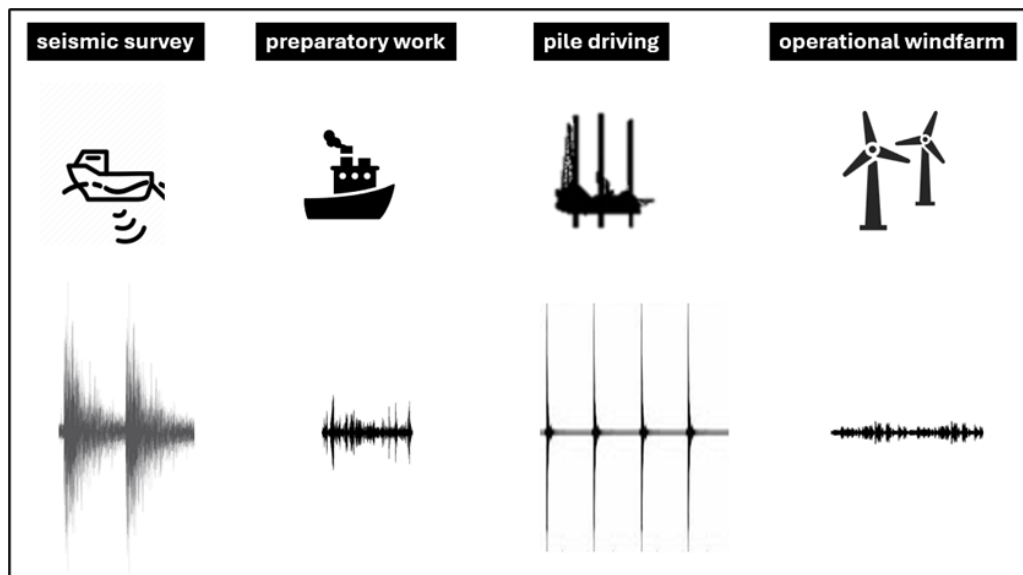 seismic survey
preparatory work
pile driving
operational windfarm